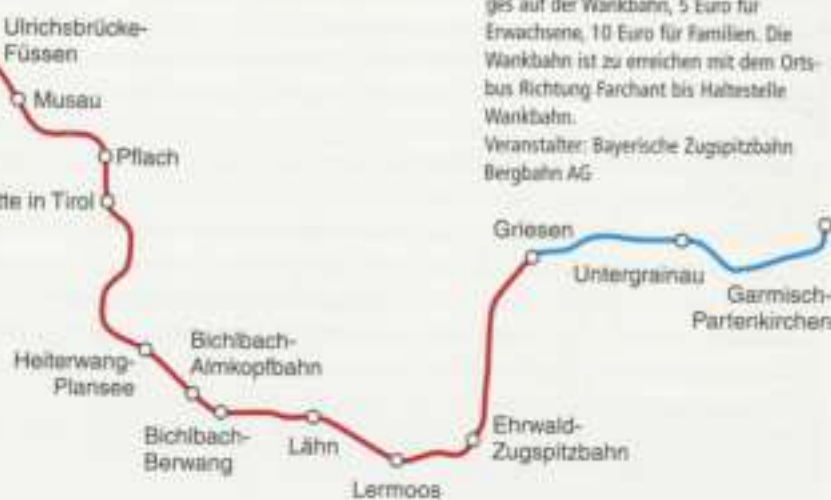 ges auf der Wankbahn, 5 Euro für
Erwachsene, 10 Euro für Familien. Die
Wankbahn ist zu erreichen mit dem Orts-
bus Richtung Farchant bis Haltestelle
Wankbahn.
Veranstalter: Bayerische Zugspitzbahn
Bergbahn AG
Ulrichsbrücke-
Füssen
Musau
Pflach
tte in Tirol
Heiterwang-
Plansee
Bichlbach-
Almkopfbahn
Bichlbach-
Berwang
Lähn
Lermoos
Ehrwald-
Zugspitzbahn
Griesen
Untergrainau
Garmisch-
Partenkirchen